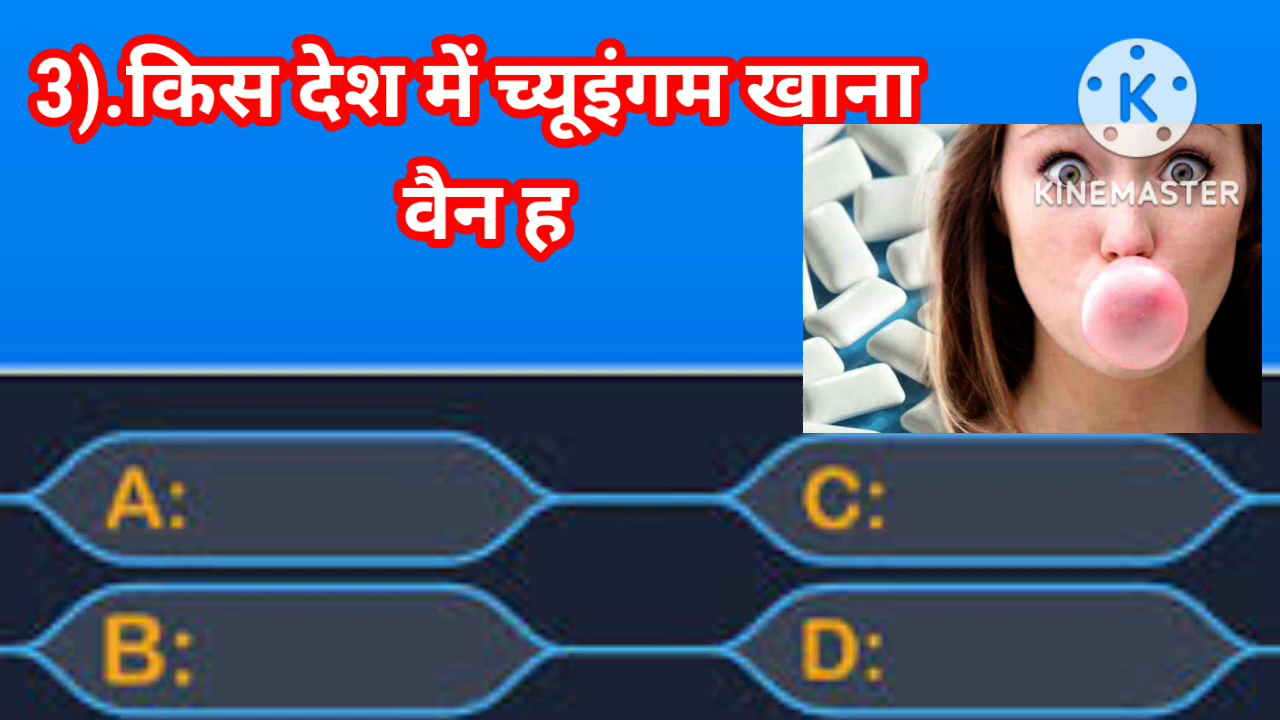 3).किस देश में च्यूइंगम खाना
वैन ह
K
KINEMASTER
A:
C:
B:
D: